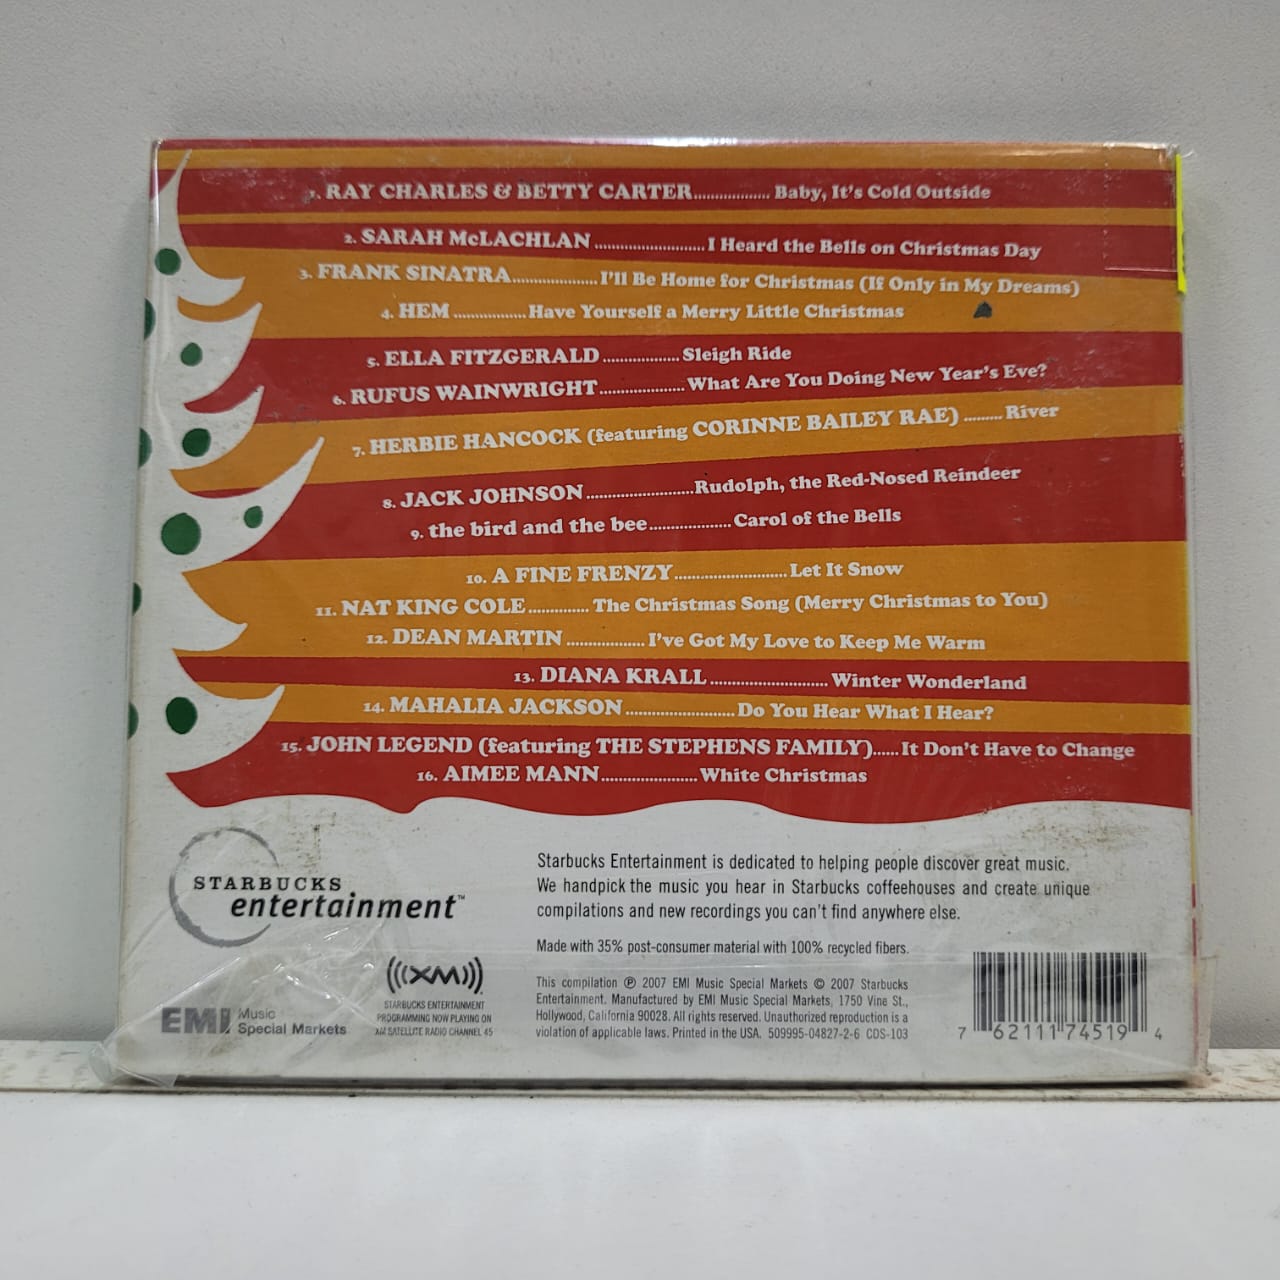 1. RAY CHARLES & BETTY CARTER.................. Baby, It's Cold Outside
2. SARAH McLACHLAN ..........................I Heard the Bells on Christmas Day
3. FRANK SINATRA....................I'll Be Home for Christmas (If Only in My Dreams)
4. HEM .................Have Yourself a Merry Little Christmas
5. ELLA FITZGERALD ..................Sleigh Ride
6. RUFUS WAINWRIGHT....................What Are You Doing New Year's Eve?
7. HERBIE HANCOCK (featuring CORINNE BAILEY RAE) .........River
8. JACK JOHNSON .........................Rudolph, the Red-Nosed Reindeer
9. the bird and the bee...................Carol of the Bells
10. A FINE FRENZY..........................Let It Snow
11. NAT KING COLE.............. The Christmas Song (Merry Christmas to You)
12. DEAN MARTIN ..................I've Got My Love to Keep Me Warm
13. DIANA KRALL............................Winter Wonderland
14. MAHALIA JACKSON..........................Do You Hear What I Hear?
15. JOHN LEGEND (featuring THE STEPHENS FAMILY)......It Don't Have to Change
16. AIMEE MANN.......................White Christmas
STARBUCKS
entertainment™
Starbucks Entertainment is dedicated to helping people discover great music.
We handpick the music you hear in Starbucks coffeehouses and create unique
compilations and new recordings you can't find anywhere else.
Made with 35% post-consumer material with 100% recycled fibers.
EMI Music
Special Markets
((XM))
STARBUCKS ENTERTAINMENT
PROGRAMMING NOW PLAYING ON
XM SATELLITE RADIO CHANNEL 45
This compilation ℗ 2007 EMI Music Special Markets © 2007 Starbucks
Entertainment. Manufactured by EMI Music Special Markets, 1750 Vine St.,
Hollywood, California 90028. All rights reserved. Unauthorized reproduction is a
violation of applicable laws. Printed in the USA. 509995-04827-2-6 CDS-103
7 62111 74519 4